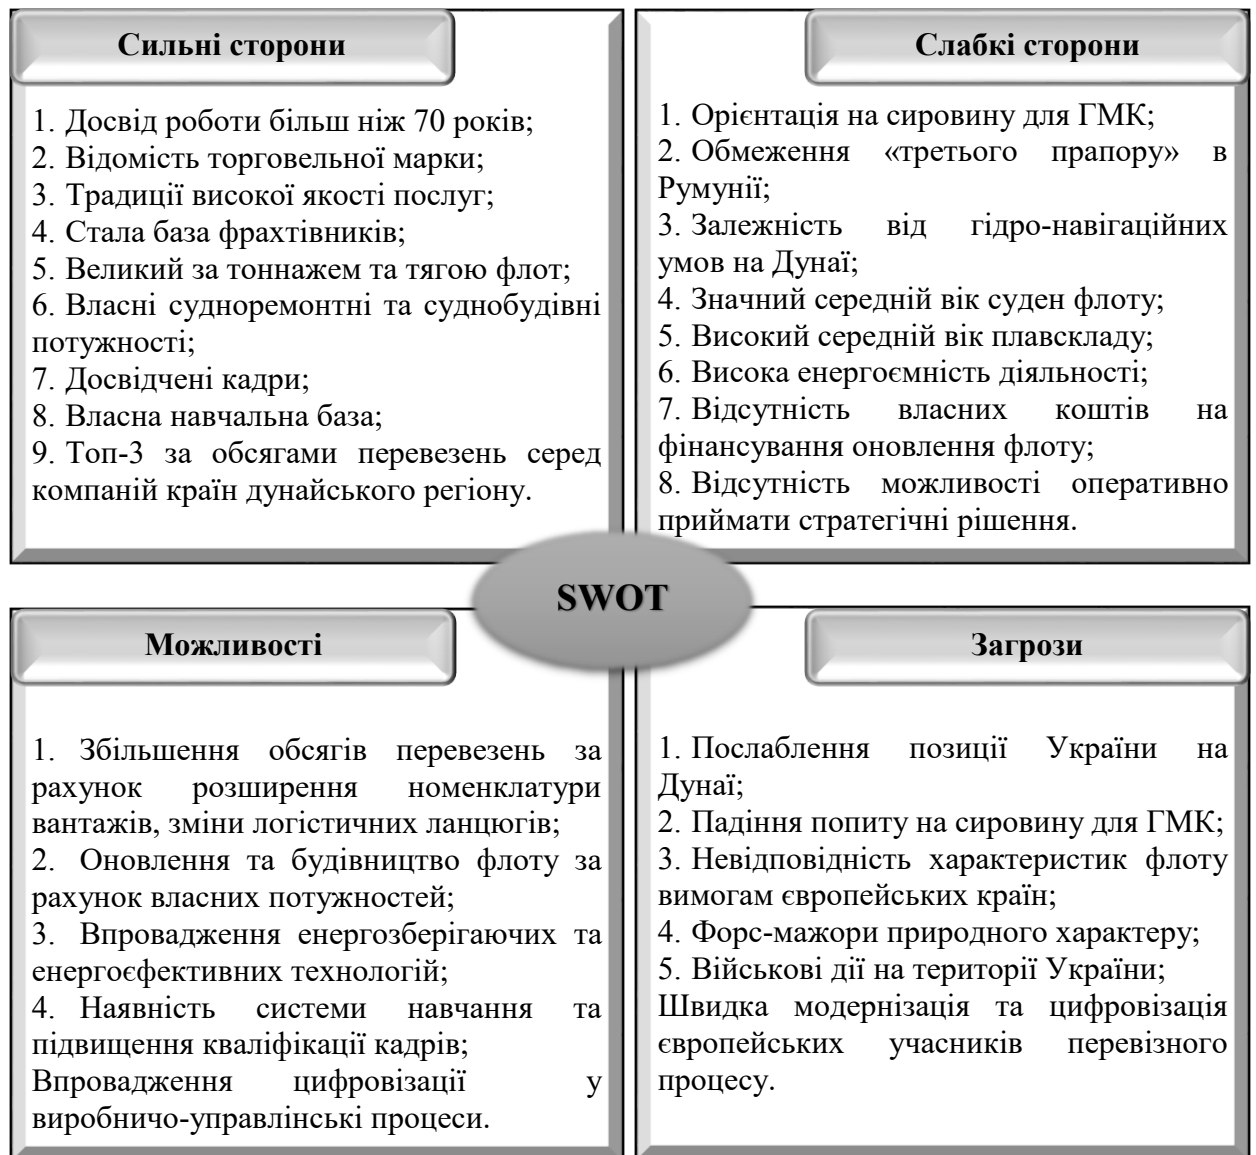 Сильні сторони
1. Досвід роботи більш ніж 70 років;
2. Відомість торговельної марки;
3. Традиції високої якості послуг;
4. Стала база фрахтівників;
5. Великий за тоннажем та тягою флот;
6. Власні судноремонтні та суднобудівні
потужності;
7. Досвідчені кадри;
8. Власна навчальна база;
9. Топ-3 за обсягами перевезень серед
компаній країн дунайського регіону.
Слабкі сторони
1. Орієнтація на сировину для ГМК;
2. Обмеження «третього прапору» в
Румунії;
3. Залежність від гідро-навігаційних
умов на Дунаї;
4. Значний середній вік суден флоту;
5. Високий середній вік плавскладу;
6. Висока енергоємність діяльності;
7. Відсутність власних коштів на
фінансування оновлення флоту;
8. Відсутність можливості оперативно
приймати стратегічні рішення.
SWOT
Можливості
1. Збільшення обсягів перевезень за
рахунок розширення номенклатури
вантажів, зміни логістичних ланцюгів;
2. Оновлення та будівництво флоту за
рахунок власних потужностей;
3. Впровадження енергозберігаючих та
енергоєфективних технологій;
4. Наявність системи навчання та
підвищення кваліфікації кадрів;
Впровадження цифровізації у
виробничо-управлінські процеси.
Загрози
1. Послаблення позиції України на
Дунаї;
2. Падіння попиту на сировину для ГМК;
3. Невідповідність характеристик флоту
вимогам європейських країн;
4. Форс-мажори природного характеру;
5. Військові дії на території України;
Швидка модернізація та цифровізація
європейських учасників перевізного
процесу.